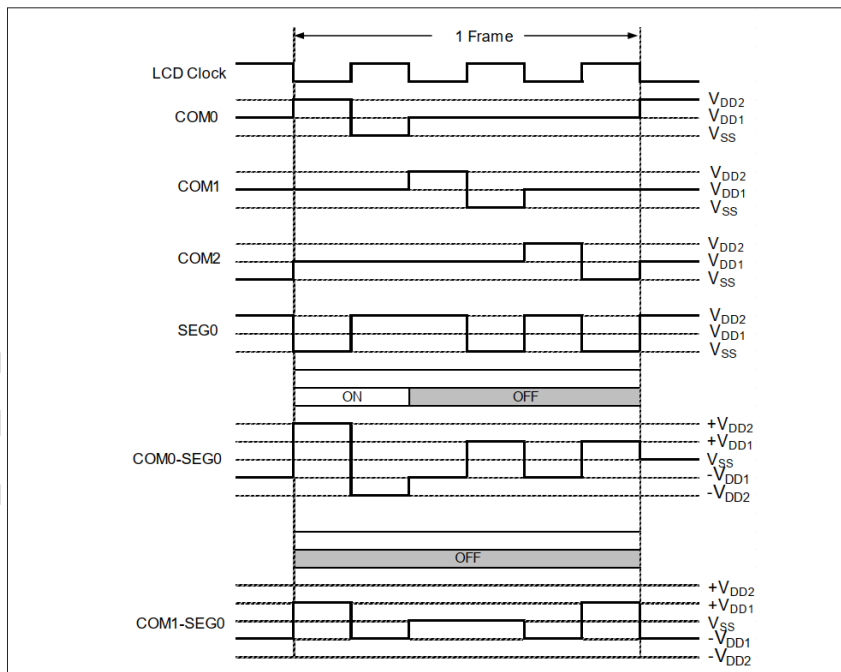 1 Frame
LCD Clock
COM0
VDD2
VDD1
VSS
COM1
VDD2
VDD1
VSS
COM2
VDD2
VDD1
VSS
SEG0
VDD2
VDD1
VSS
ON
OFF
COM0-SEG0
+VDD2
+VDD1
VSS
-VDD1
-VDD2
OFF
COM1-SEG0
+VDD2
+VDD1
VSS
-VDD1
-VDD2